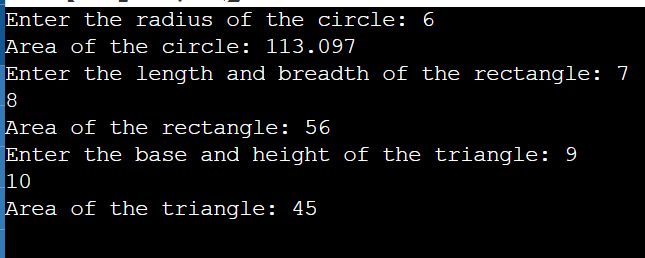 Enter the radius of the circle: 6
Area of the circle: 113.097
Enter the length and breadth of the rectangle: 7
8
Area of the rectangle: 56
Enter the base and height of the triangle: 9
10
Area of the triangle: 45